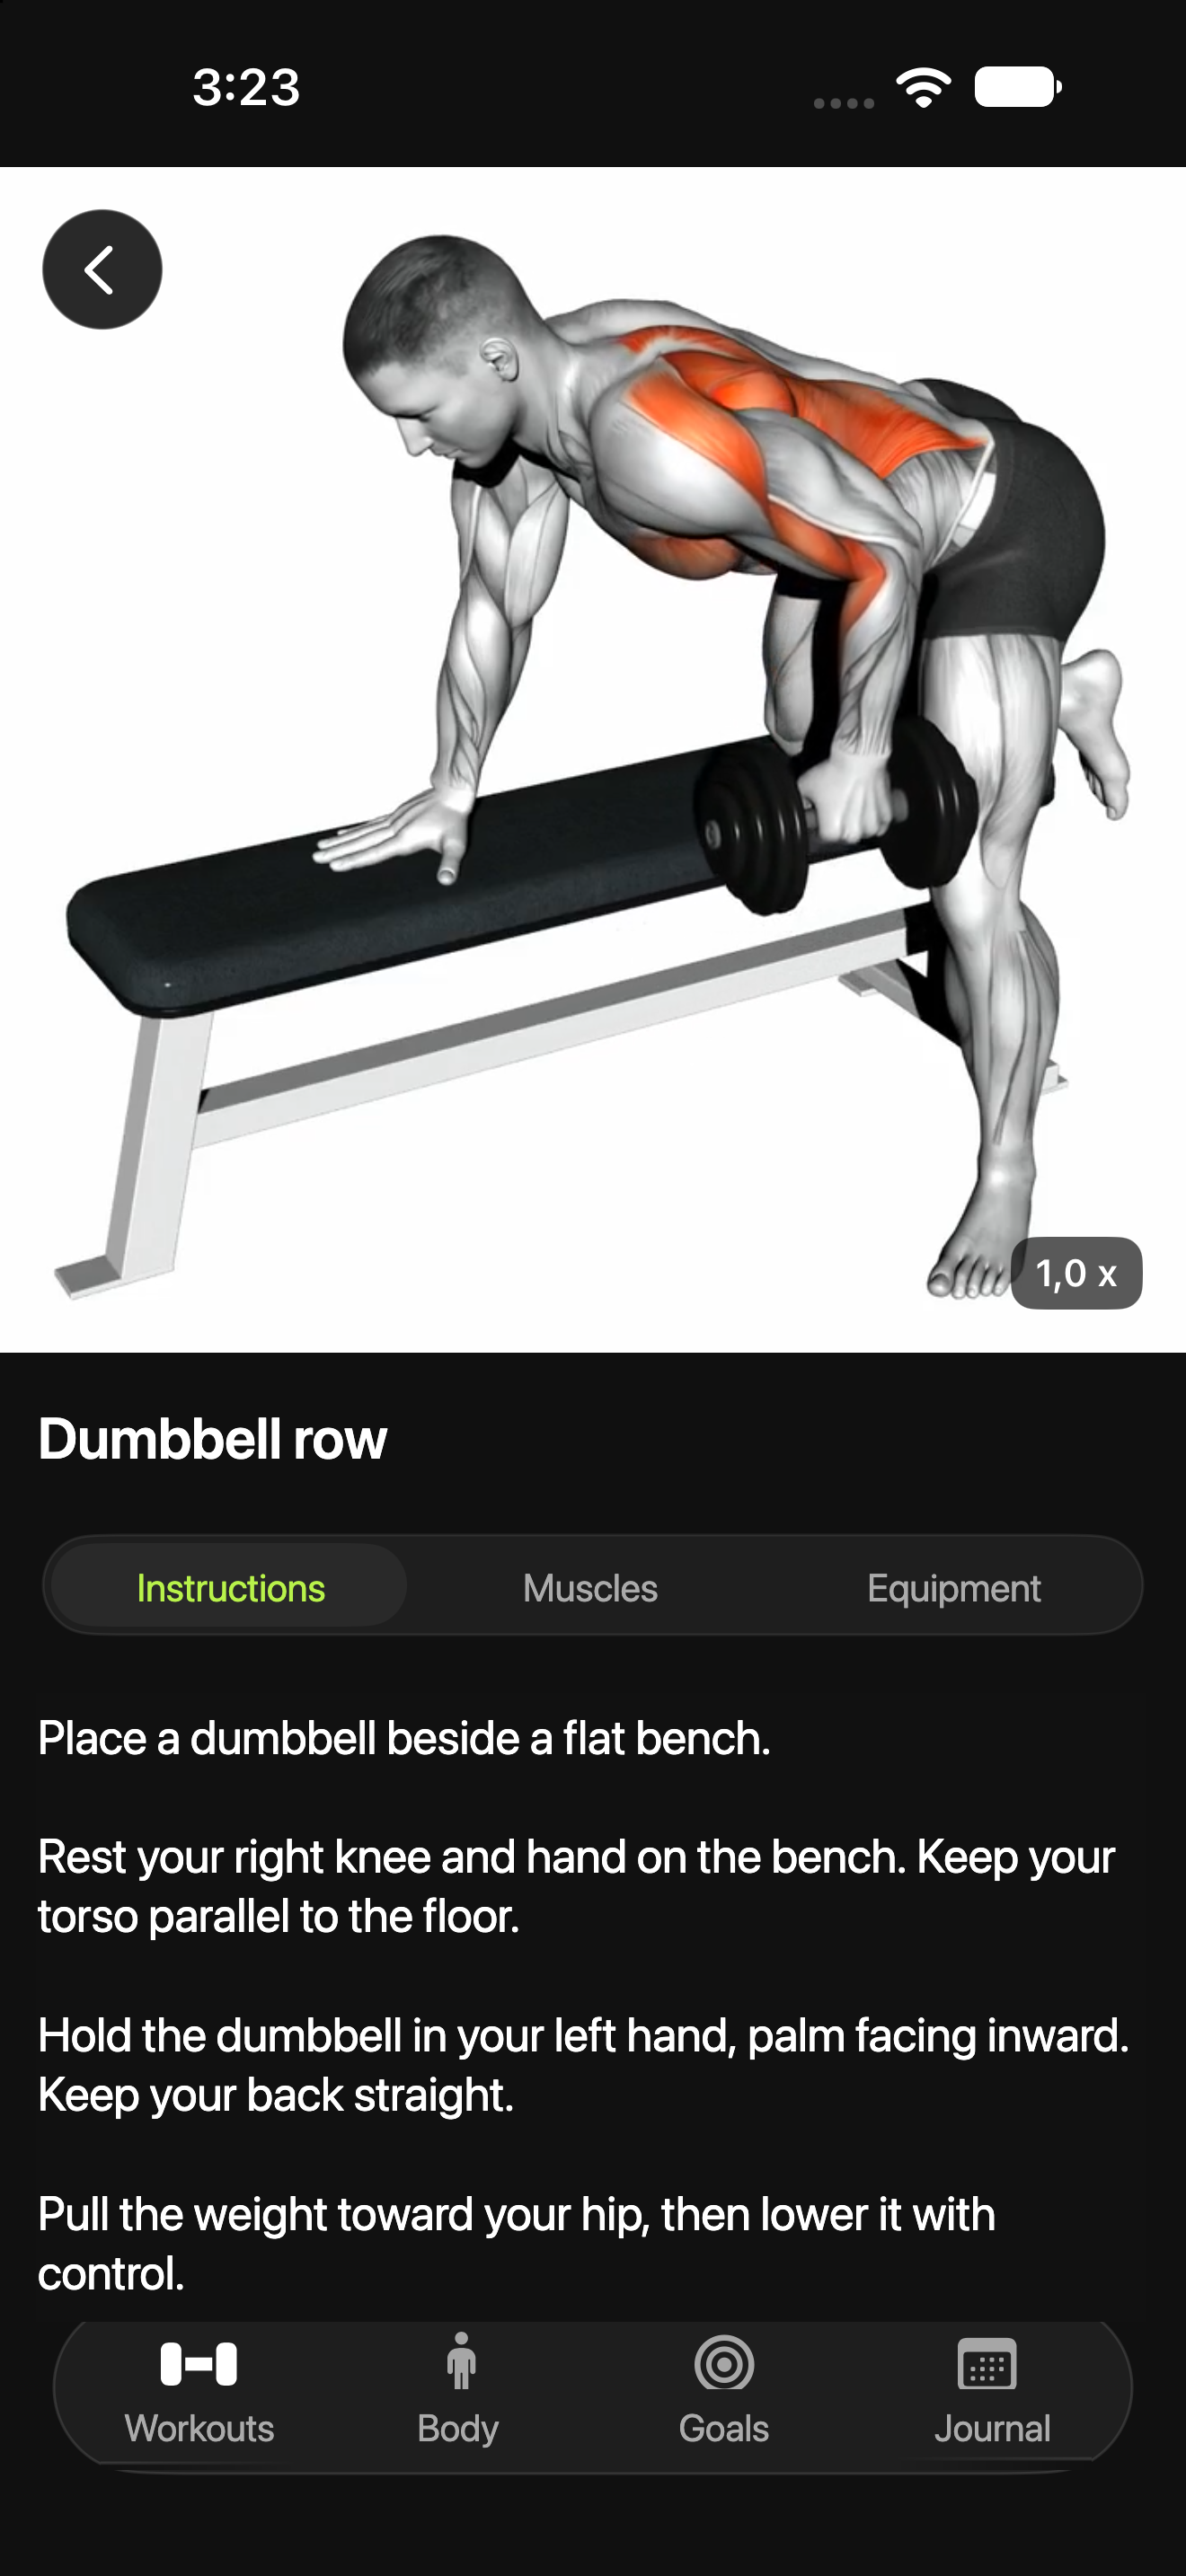 3:23
1,0 x
Dumbbell row
Instructions
Muscles
Equipment
Place a dumbbell beside a flat bench.
Rest your right knee and hand on the bench. Keep your
torso parallel to the floor.
Hold the dumbbell in your left hand, palm facing inward.
Keep your back straight.
Pull the weight toward your hip, then lower it with
control.
Workouts
Body
Goals
Journal